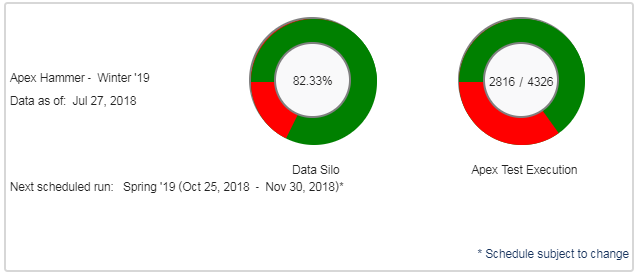 Apex Hammer - Winter '19
Data as of: Jul 27, 2018
82.33%
2816 / 4326
Data Silo
Apex Test Execution
Next scheduled run: Spring '19 (Oct 25, 2018 - Nov 30, 2018)*
* Schedule subject to change